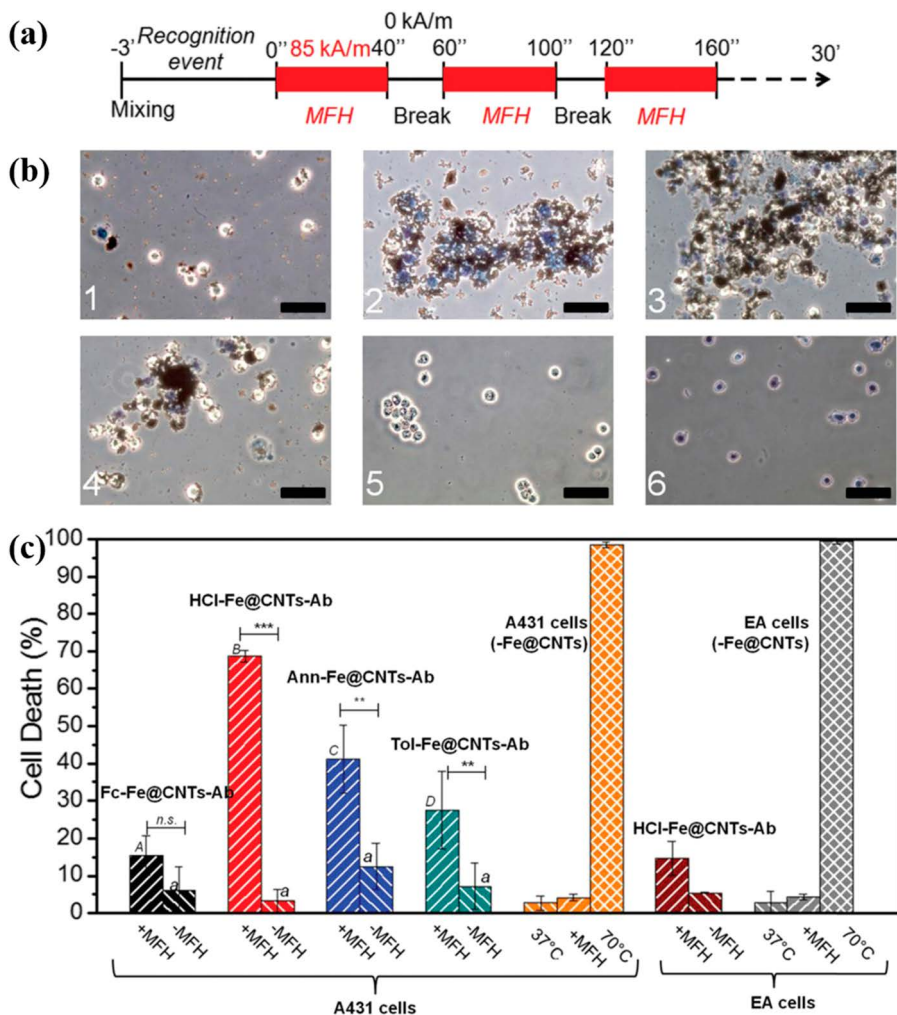 (a)
0 kA/m
-3’ Recognition event 0’’ 85 kA/m 40’’ 60’’ 100’’ 120’’ 160’’ 30’
Mixing MFH Break MFH Break MFH
(b)
1
2
3
4
5
6
(c)
Cell Death (%)
100
90
80
70
60
50
40
30
20
10
0
Fc-Fe@CNTs-Ab
n.s.
A
a
HCl-Fe@CNTs-Ab
***
B
a
Ann-Fe@CNTs-Ab
**
C
a
Tol-Fe@CNTs-Ab
**
D
a
A431 cells
(-Fe@CNTs)
HCl-Fe@CNTs-Ab
EA cells
(-Fe@CNTs)
+MFH -MFH +MFH -MFH +MFH -MFH +MFH -MFH 37°C +MFH 70°C +MFH -MFH 37°C +MFH 70°C
A431 cells
EA cells